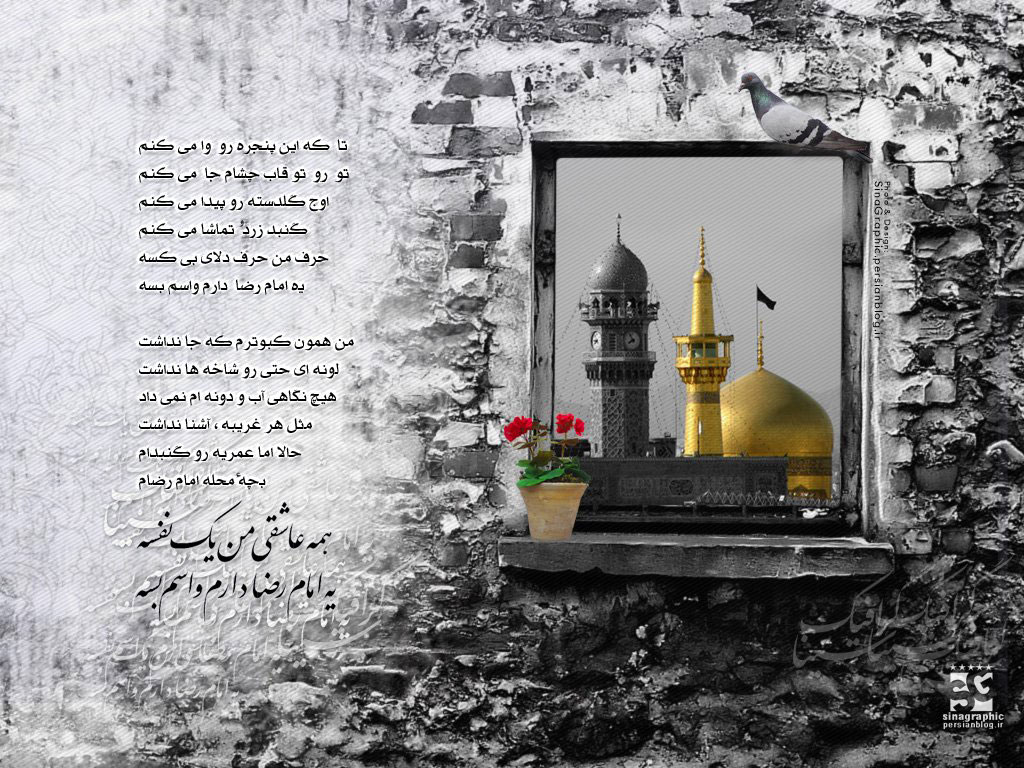 تا که این پنجره رو وا می کنم
تو رو تو قاب چشام جا می کنم
اوج گلدسته رو پیدا می کنم
گنبد زردُ تماشا می کنم
حرف من حرف دلای بی کسه
یه امام رضا دارم واسم بسه
من همون کبوترم که جا نداشت
لونه ای حتی رو شاخه ها نداشت
هیچ نگاهی آب و دونه ام نمی داد
مثل هر غریبه ، آشنا نداشت
حالا اما عمریه رو گنبدام
بچهٔ محله امام رضام
همه عاشقی من یک نفسه
یه امام رضا دارم واسم بسه
Photo & Design:
SinaGraphic.persianblog.ir
sinagraphic
persianblog.ir